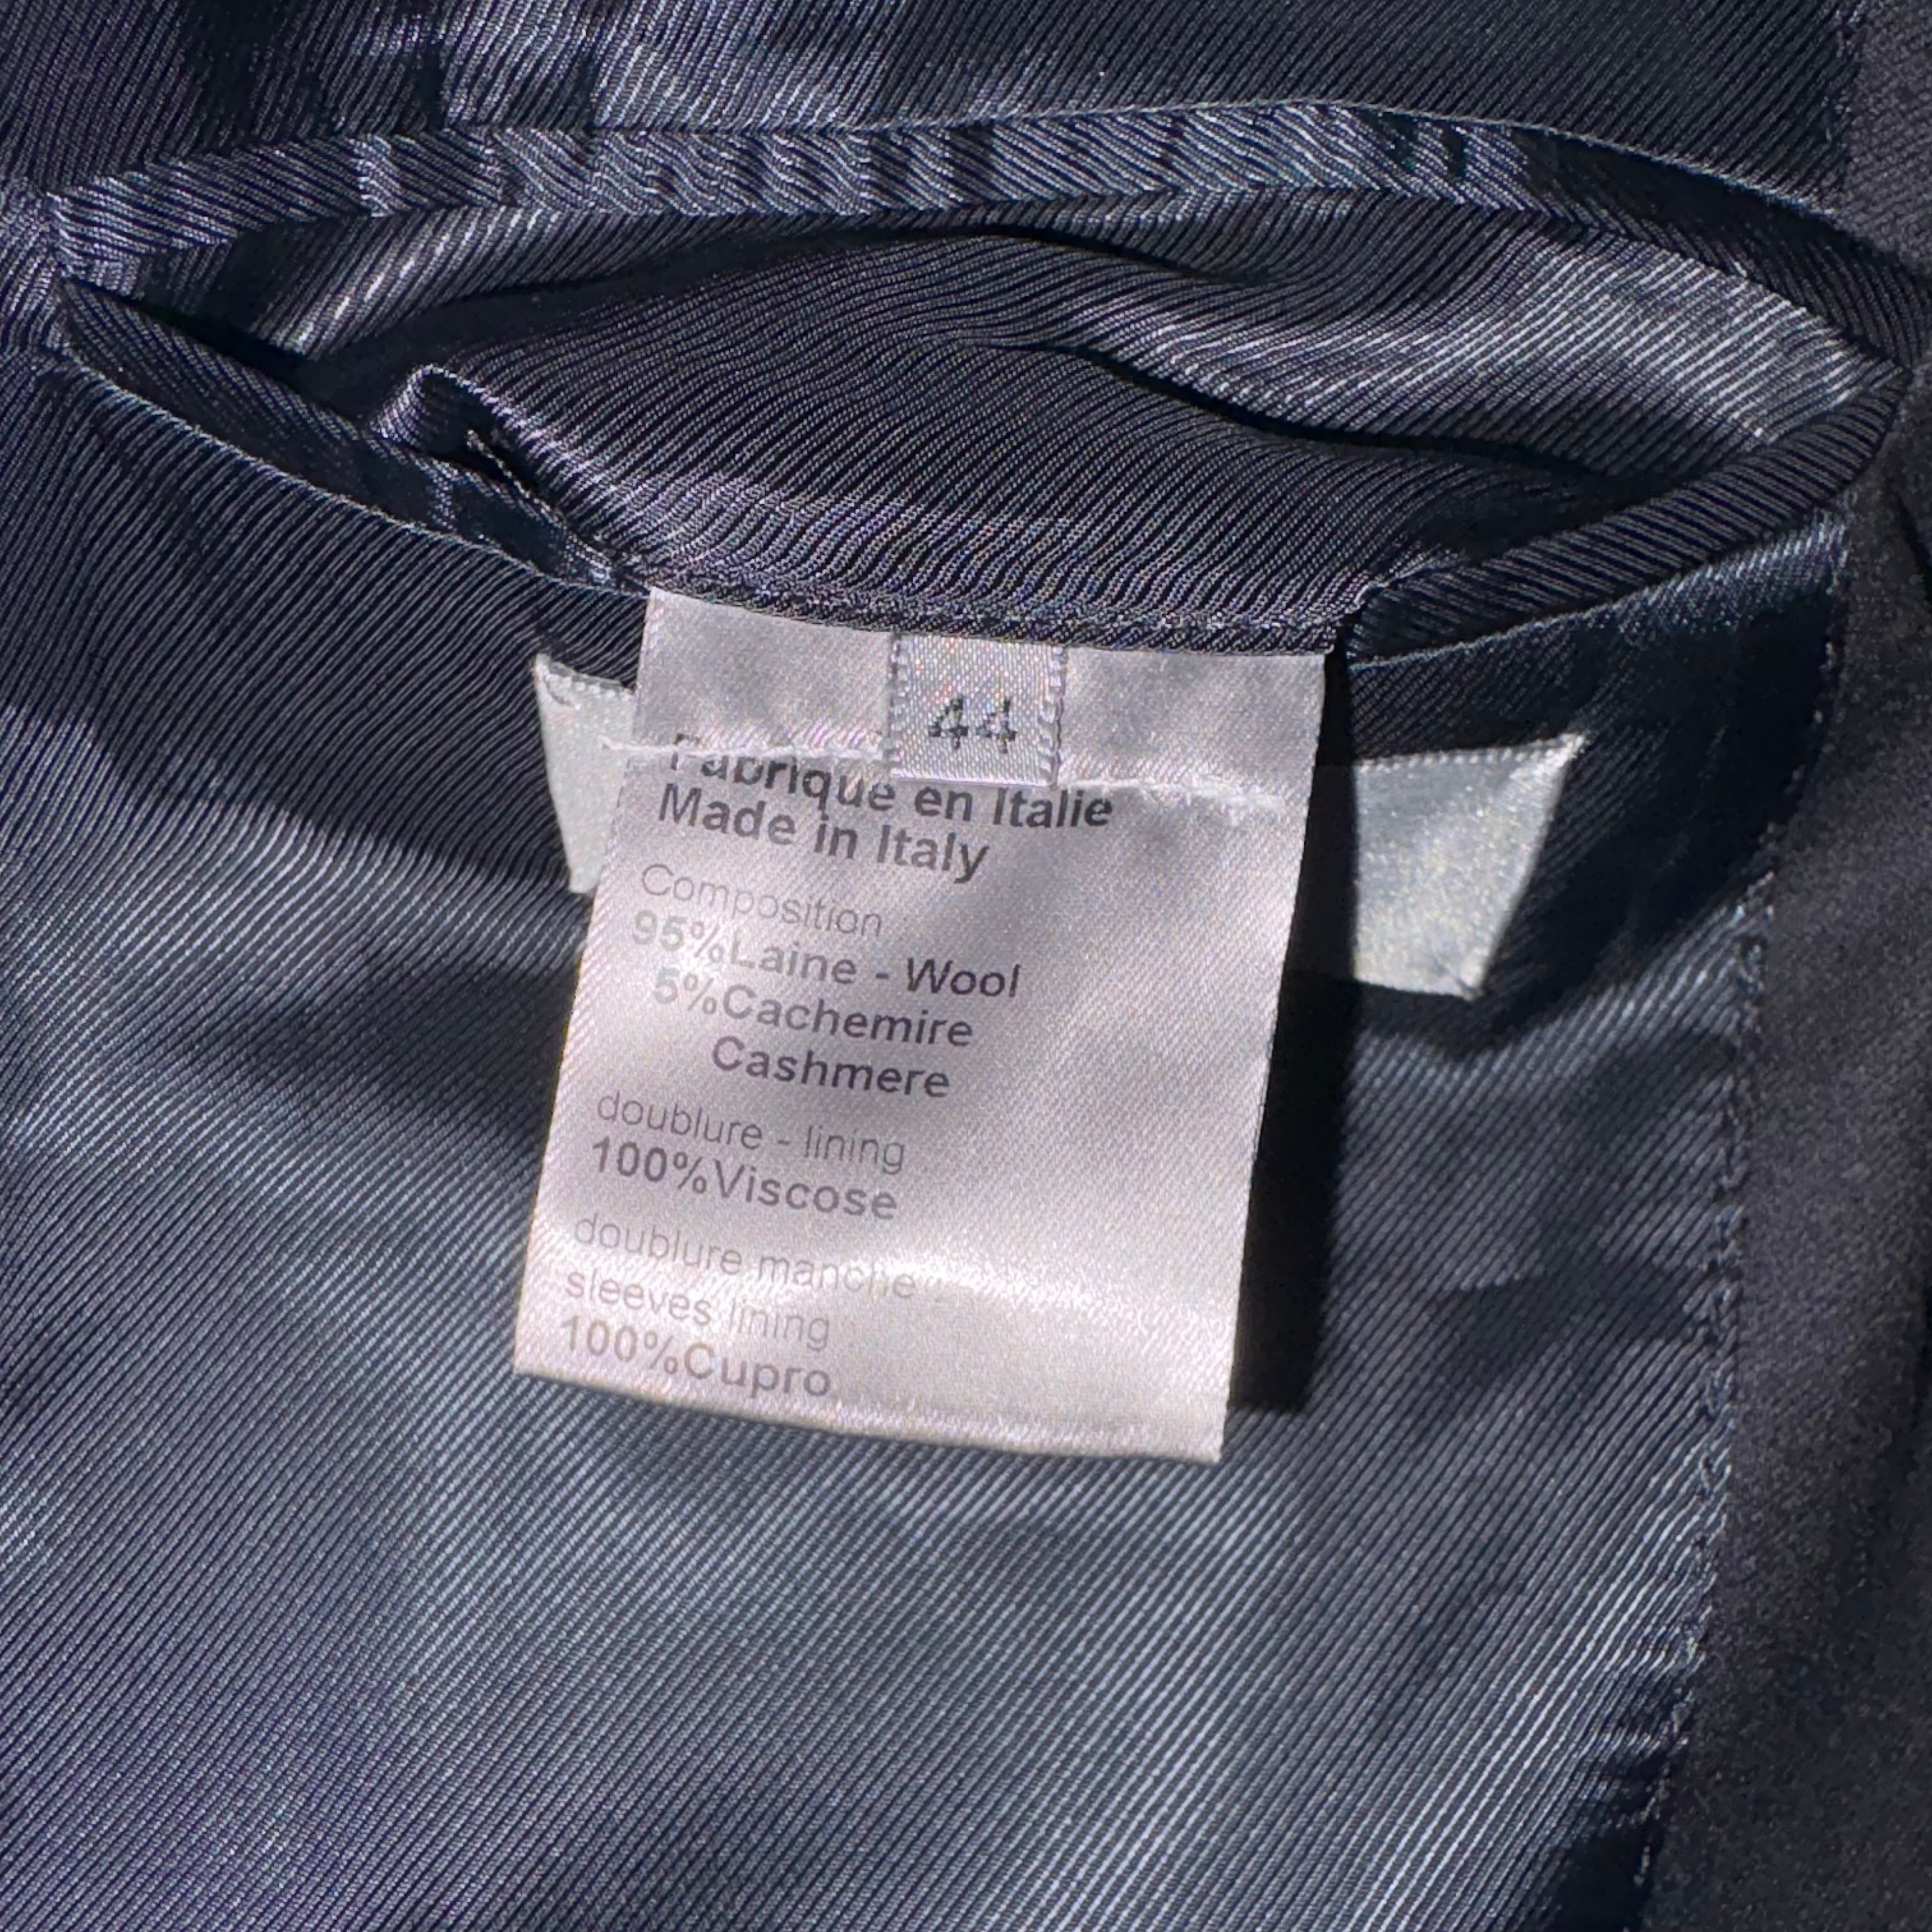 44
Fabriqué en Italie
Made in Italy
Composition
95%Laine - Wool
5%Cachemire
Cashmere
doublure - lining
100%Viscose
doublure manche -
sleeves lining
100%Cupro